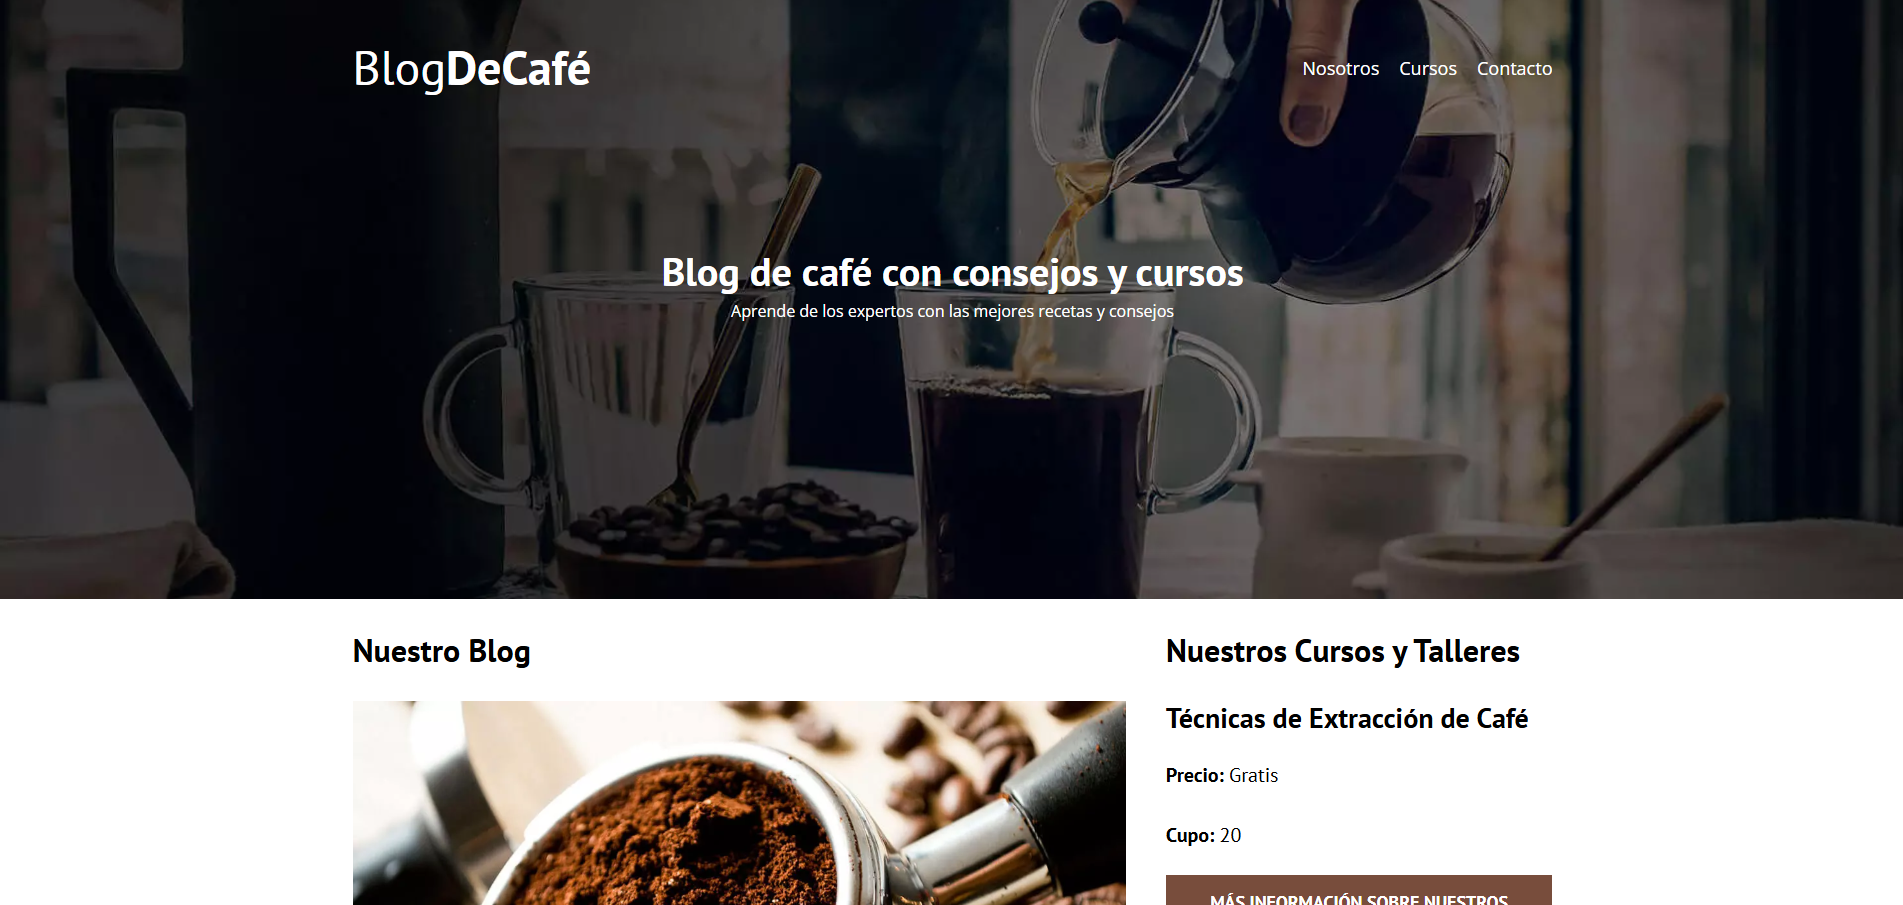 BlogDeCafé
Nosotros Cursos Contacto
Blog de café con consejos y cursos
Aprende de los expertos con las mejores recetas y consejos
Nuestro Blog
Nuestros Cursos y Talleres
Técnicas de Extracción de Café
Precio: Gratis
Cupo: 20
MÁS INFORMACIÓN SOBRE NUESTROS